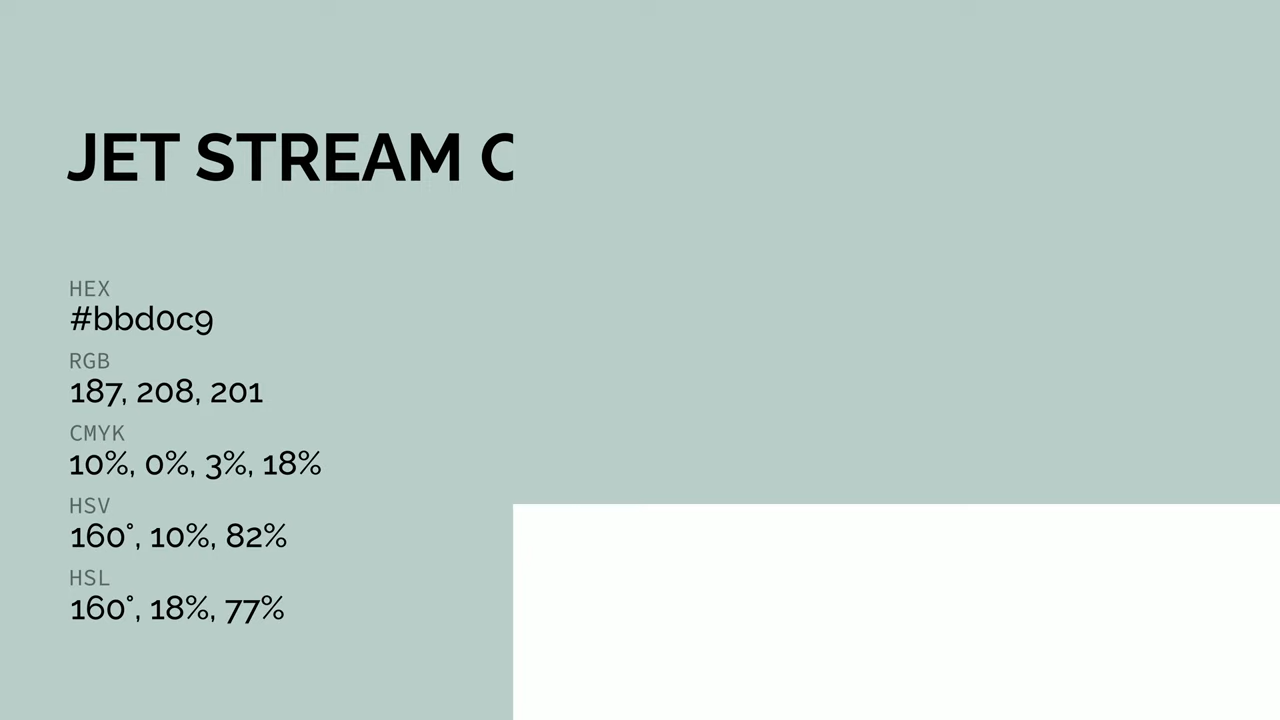 JET STREAM
HEX
#bbd0c9
RGB
187, 208, 201
CMYK
10%, 0%, 3%, 18%
HSV
160°, 10%, 82%
HSL
160°, 18%, 77%